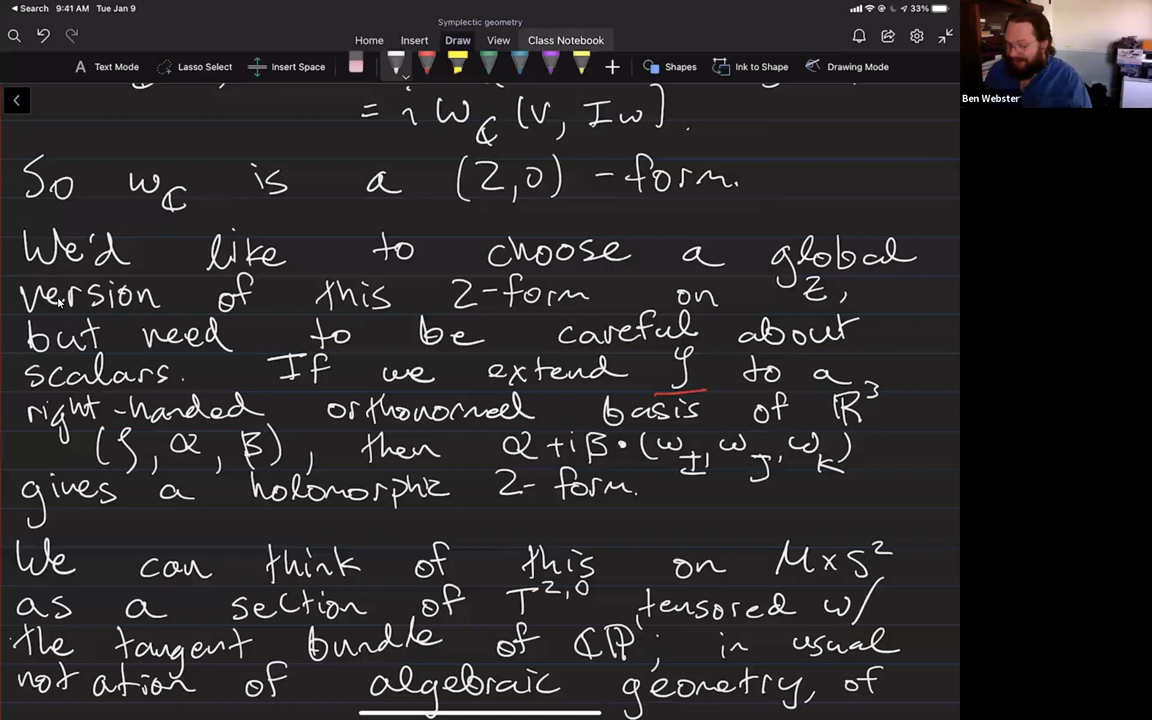 Search 9:41 AM Tue Jan 9 33%
Symplectic geometry
Home Insert Draw View Class Notebook
Text Mode Lasso Select Insert Space Shapes Ink to Shape Drawing Mode
Ben Webster
= i ω_ℂ (v, Iw).
So ω_ℂ is a (2,0) - form.
We'd like to choose a global
version of this 2-form on Z,
but need to be careful about
scalars. If we extend ζ to a
right-handed orthonormal basis of ℝ³
(ζ, α, β), then α + iβ • (ω_I, ω_J, ω_K)
gives a holomorphic 2-form.
We can think of this on M×S²
as a section of T^{2,0} tensored w/
the tangent bundle of ℂℙ¹; in usual
notation of algebraic geometry, of